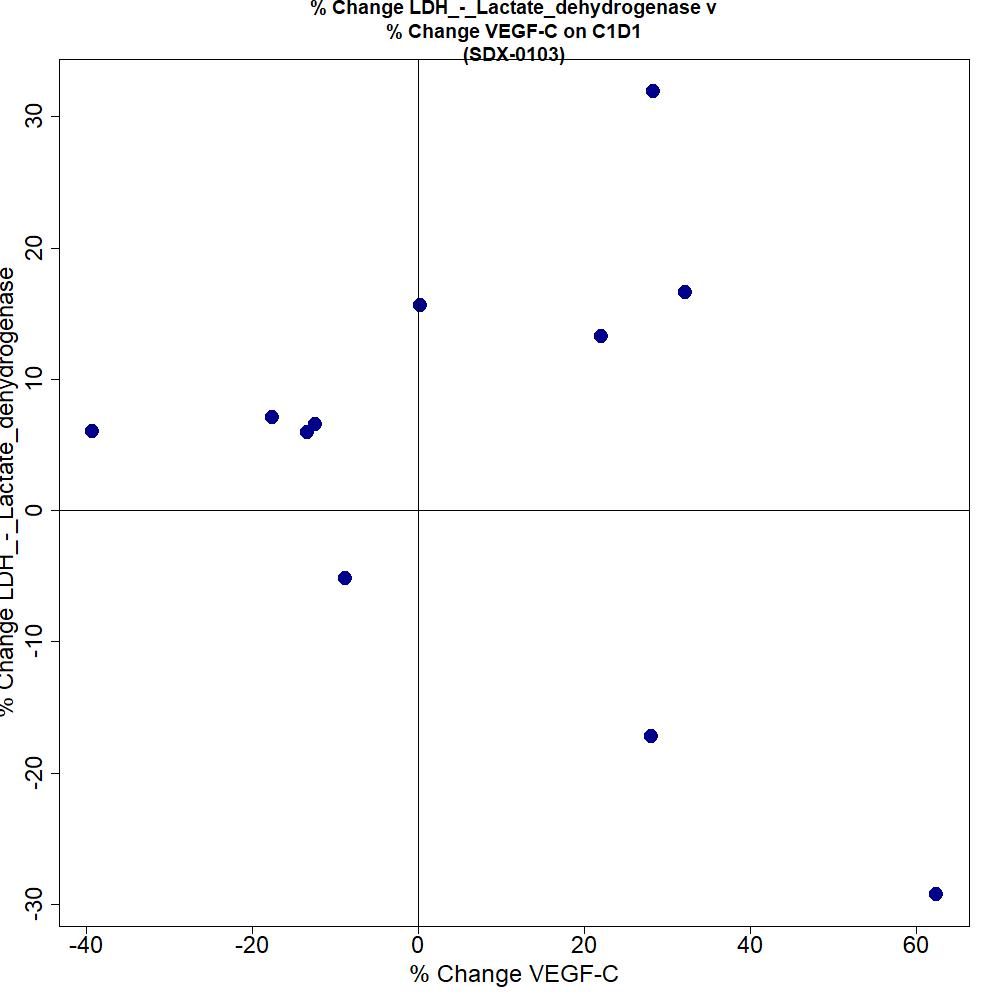 % Change LDH_-_Lactate_dehydrogenase v
% Change VEGF-C on C1D1
(SDX-0103)
% Change LDH_-_Lactate_dehydrogenase
30
20
10
0
-10
-20
-30
-40 -20 0 20 40 60
% Change VEGF-C